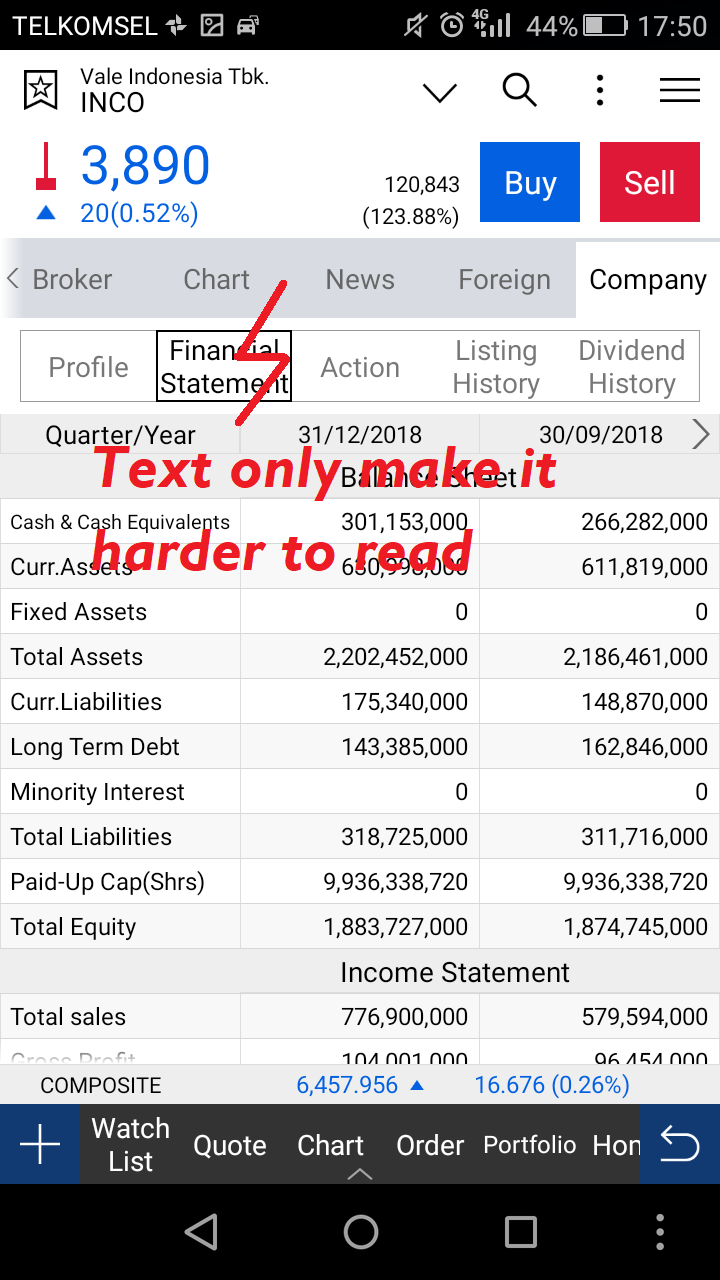 TELKOMSEL 4G 44% 17:50
Vale Indonesia Tbk.
INCO
3,890
120,843
Buy
Sell
20(0.52%)
(123.88%)
Broker Chart News Foreign Company
Profile
Financial
Statement
Action
Listing
History
Dividend
History
Quarter/Year 31/12/2018 30/09/2018
Text only make it
Balance Sheet
Cash & Cash Equivalents 301,153,000 266,282,000
harder to read
Curr.Assets 630,998,000 611,819,000
Fixed Assets 0 0
Total Assets 2,202,452,000 2,186,461,000
Curr.Liabilities 175,340,000 148,870,000
Long Term Debt 143,385,000 162,846,000
Minority Interest 0 0
Total Liabilities 318,725,000 311,716,000
Paid-Up Cap(Shrs) 9,936,338,720 9,936,338,720
Total Equity 1,883,727,000 1,874,745,000
Income Statement
Total sales 776,900,000 579,594,000
Gross Profit 104,001,000 96,454,000
COMPOSITE 6,457.956 16.676 (0.26%)
Watch
List
Quote Chart Order Portfolio Hon